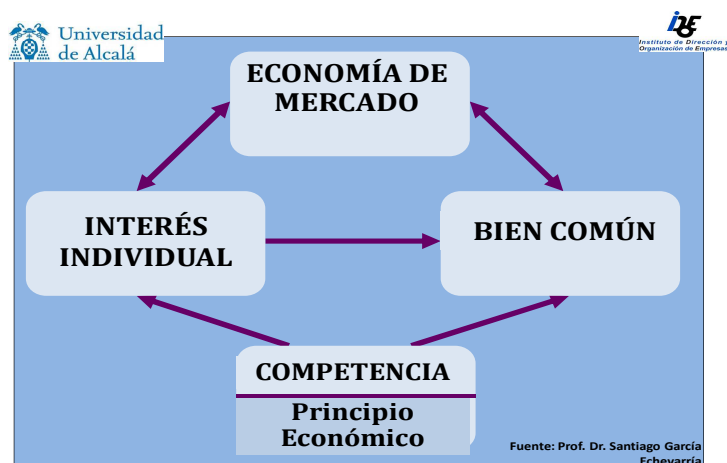 Universidad
de Alcalá
IDOE
Instituto de Dirección y
Organización de Empresas
ECONOMÍA DE
MERCADO
INTERÉS
INDIVIDUAL
BIEN COMÚN
COMPETENCIA
Principio
Económico
Fuente: Prof. Dr. Santiago García
Echevarría